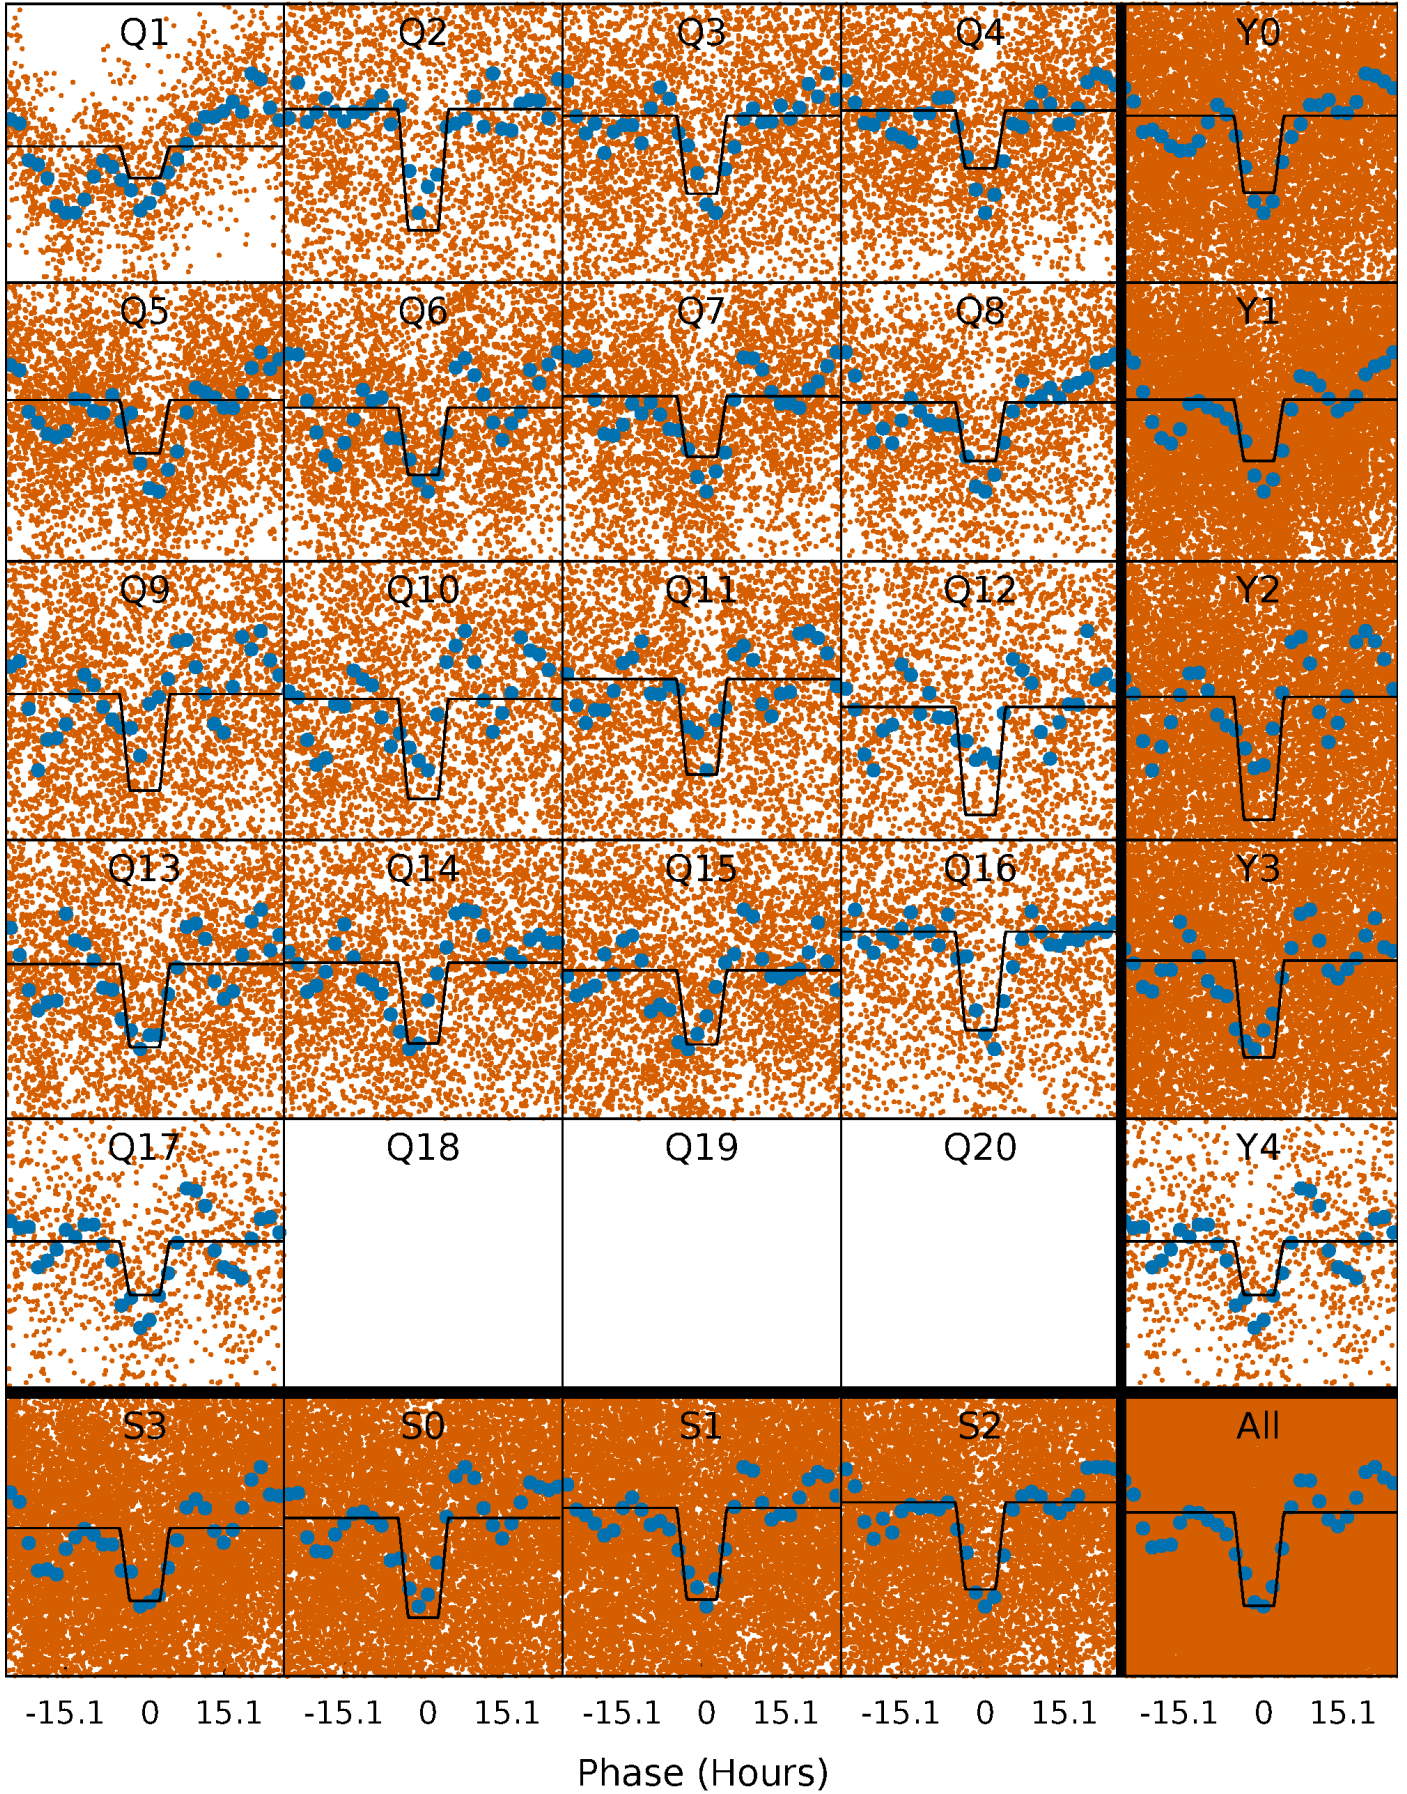 Q1 Q2 Q3 Q4 Y0
Q5 Q6 Q7 Q8 Y1
Q9 Q10 Q11 Q12 Y2
Q13 Q14 Q15 Q16 Y3
Q17 Q18 Q19 Q20 Y4
S3 S0 S1 S2 All
-15.1 0 15.1 -15.1 0 15.1 -15.1 0 15.1 -15.1 0 15.1 -15.1 0 15.1
Phase (Hours)